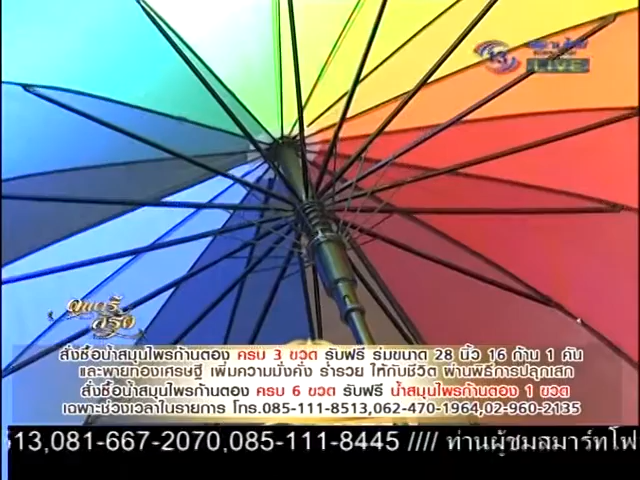 LIVE
ดนตรี
สั่งซื้อน้ำสมุนไพรก้านตอง ครบ 3 ขวด รับฟรี ร่มขนาด 28 นิ้ว 16 ก้าน 1 คัน
และพายทองเศรษฐี เพิ่มความมั่งคั่ง ร่ำรวย ให้กับชีวิต ผ่านพิธีการปลุกเสก
สั่งซื้อน้ำสมุนไพรก้านตอง ครบ 6 ขวด รับฟรี น้ำสมุนไพรก้านตอง 1 ขวด
เฉพาะช่วงเวลาในรายการ โทร.085-111-8513,062-470-1964,02-960-2135
513,081-667-2070,085-111-8445 //// ท่านผู้ชมสมาร์ทโฟ